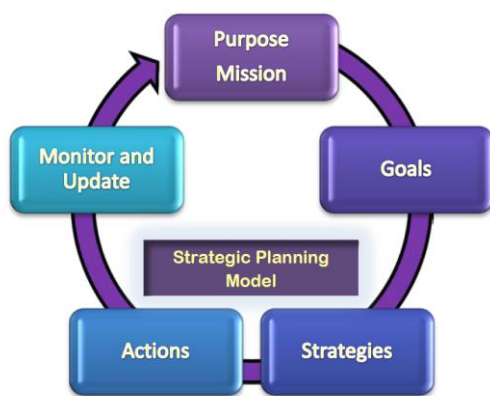 Purpose
Mission
Goals
Strategies
Actions
Monitor and
Update
Strategic Planning
Model